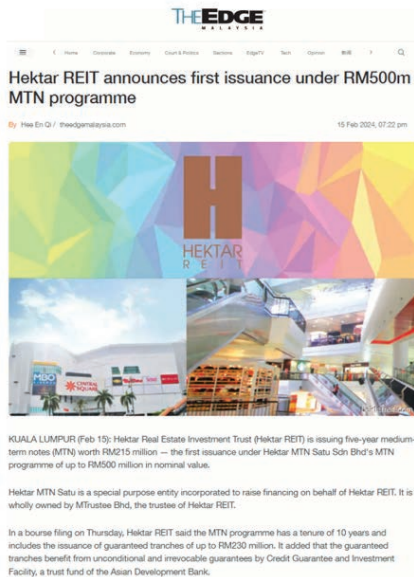 THE EDGE
MALAYSIA
Home Corporate Economy Court & Politics Sections EdgeTV Tech Opinion
Hektar REIT announces first issuance under RM500m
MTN programme
By Hee En Qi / theedgemalaysia.com
15 Feb 2024, 07:22 pm
H
HEKTAR
REIT
MBO
CENTRAL
SQUARE
KUALA LUMPUR (Feb 15): Hektar Real Estate Investment Trust (Hektar REIT) is issuing five-year medium-
term notes (MTN) worth RM215 million — the first issuance under Hektar MTN Satu Sdn Bhd's MTN
programme of up to RM500 million in nominal value.
Hektar MTN Satu is a special purpose entity incorporated to raise financing on behalf of Hektar REIT. It is
wholly owned by MTrustee Bhd, the trustee of Hektar REIT.
In a bourse filing on Thursday, Hektar REIT said the MTN programme has a tenure of 10 years and
includes the issuance of guaranteed tranches of up to RM230 million. It added that the guaranteed
tranches benefit from unconditional and irrevocable guarantees by Credit Guarantee and Investment
Facility, a trust fund of the Asian Development Bank.